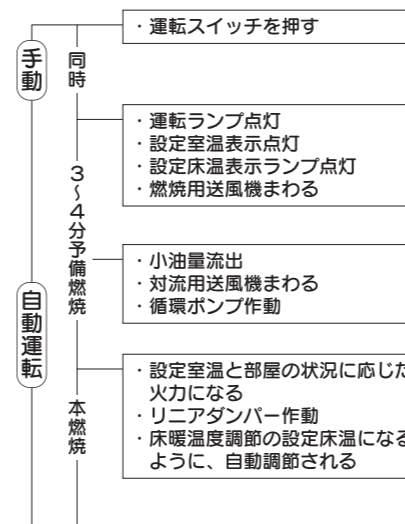 手動
同時
・運転スイッチを押す
・運転ランプ点灯
・設定室温表示点灯
・設定床温表示ランプ点灯
・燃焼用送風機まわる
3～4分予備燃焼
・小油量流出
・対流用送風機まわる
・循環ポンプ作動
自動運転
本燃焼
・設定室温と部屋の状況に応じた
火力になる
・リニアダンパー作動
・床暖温度調節の設定床温になる
ように、自動調節される